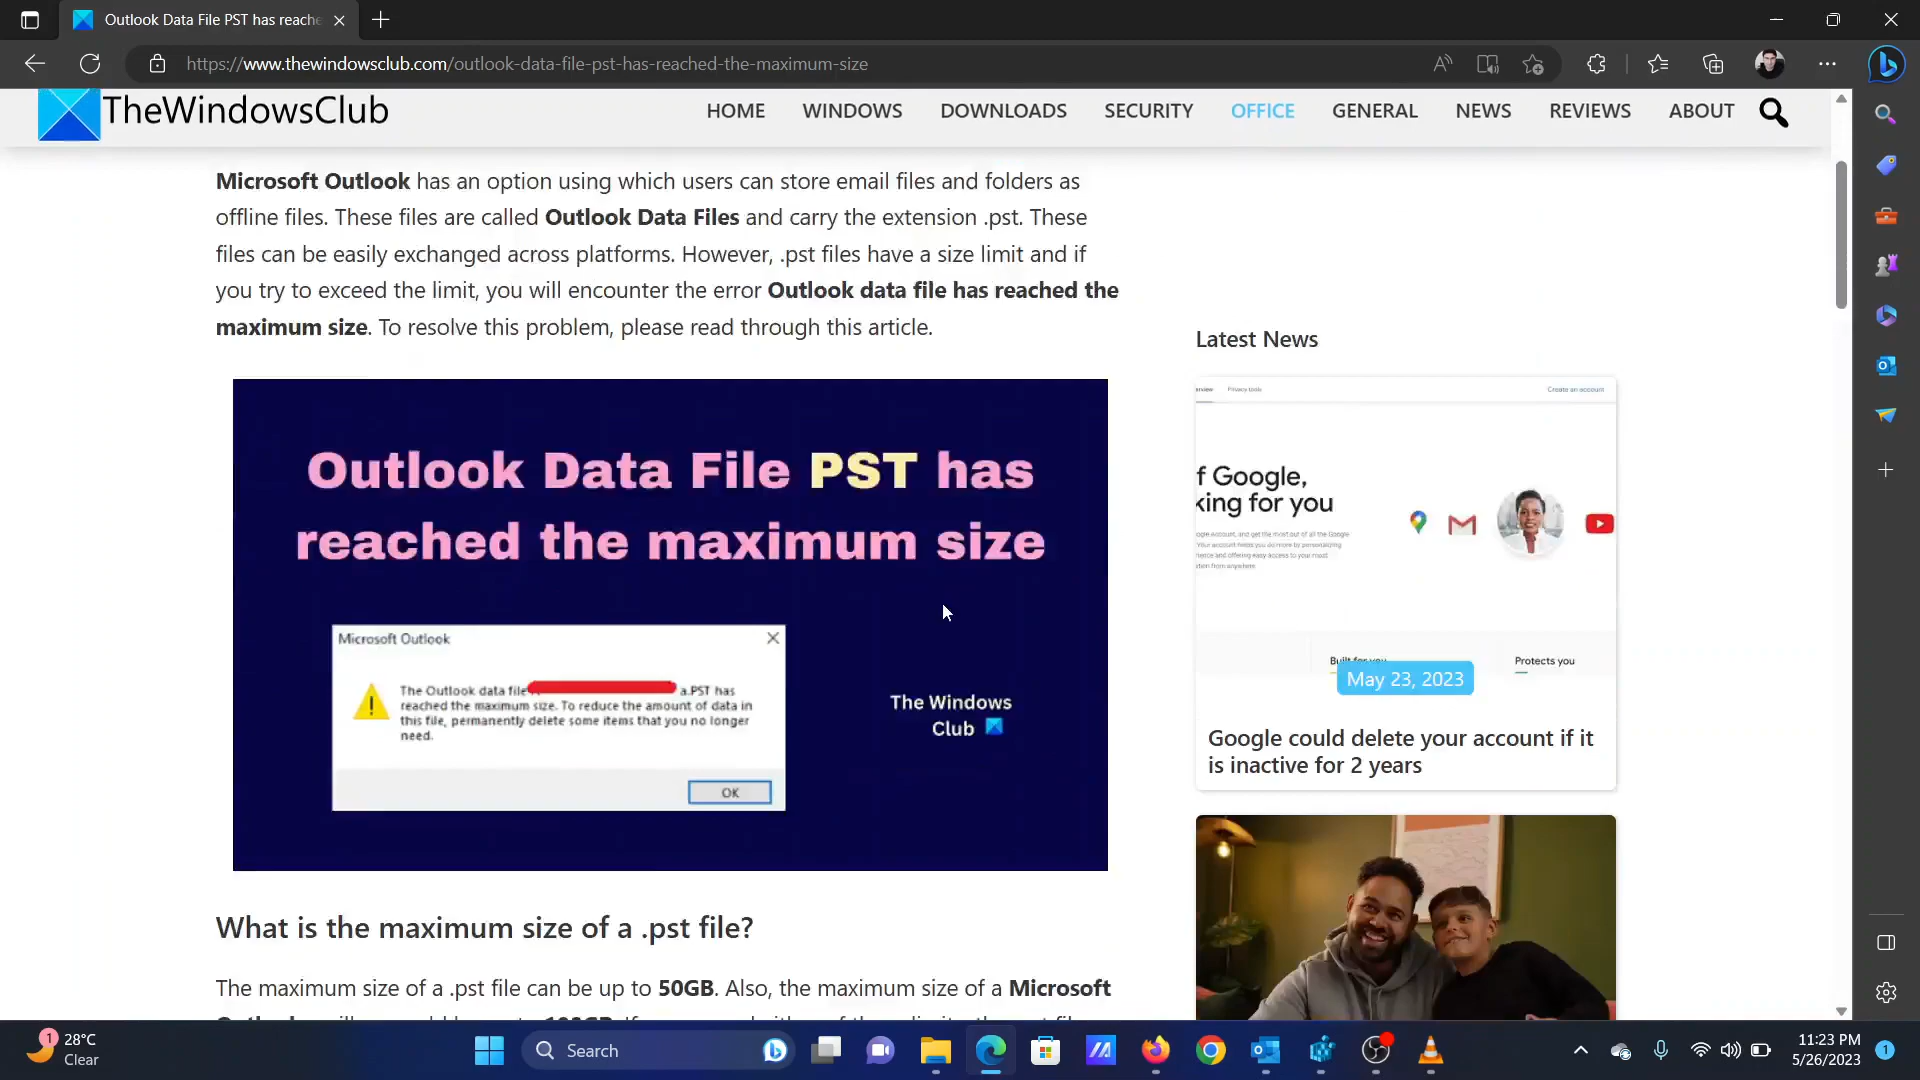 Outlook Data File PST has reache
https://www.thewindowsclub.com/outlook-data-file-pst-has-reached-the-maximum-size
TheWindowsClub
HOME WINDOWS DOWNLOADS SECURITY OFFICE GENERAL NEWS REVIEWS ABOUT
Microsoft Outlook has an option using which users can store email files and folders as
offline files. These files are called Outlook Data Files and carry the extension .pst. These
files can be easily exchanged across platforms. However, .pst files have a size limit and if
you try to exceed the limit, you will encounter the error Outlook data file has reached the
maximum size. To resolve this problem, please read through this article.
Outlook Data File PST has
reached the maximum size
Microsoft Outlook
The Outlook data file a.PST has
reached the maximum size. To reduce the amount of data in
this file, permanently delete some items that you no longer
need.
OK
The Windows
Club
What is the maximum size of a .pst file?
The maximum size of a .pst file can be up to 50GB. Also, the maximum size of a Microsoft
Latest News
Privacy tools
Create an account
f Google,
king for you
Built for you
Protects you
May 23, 2023
Google could delete your account if it
is inactive for 2 years
1
28°C
Clear
Search
11:23 PM
5/26/2023
1